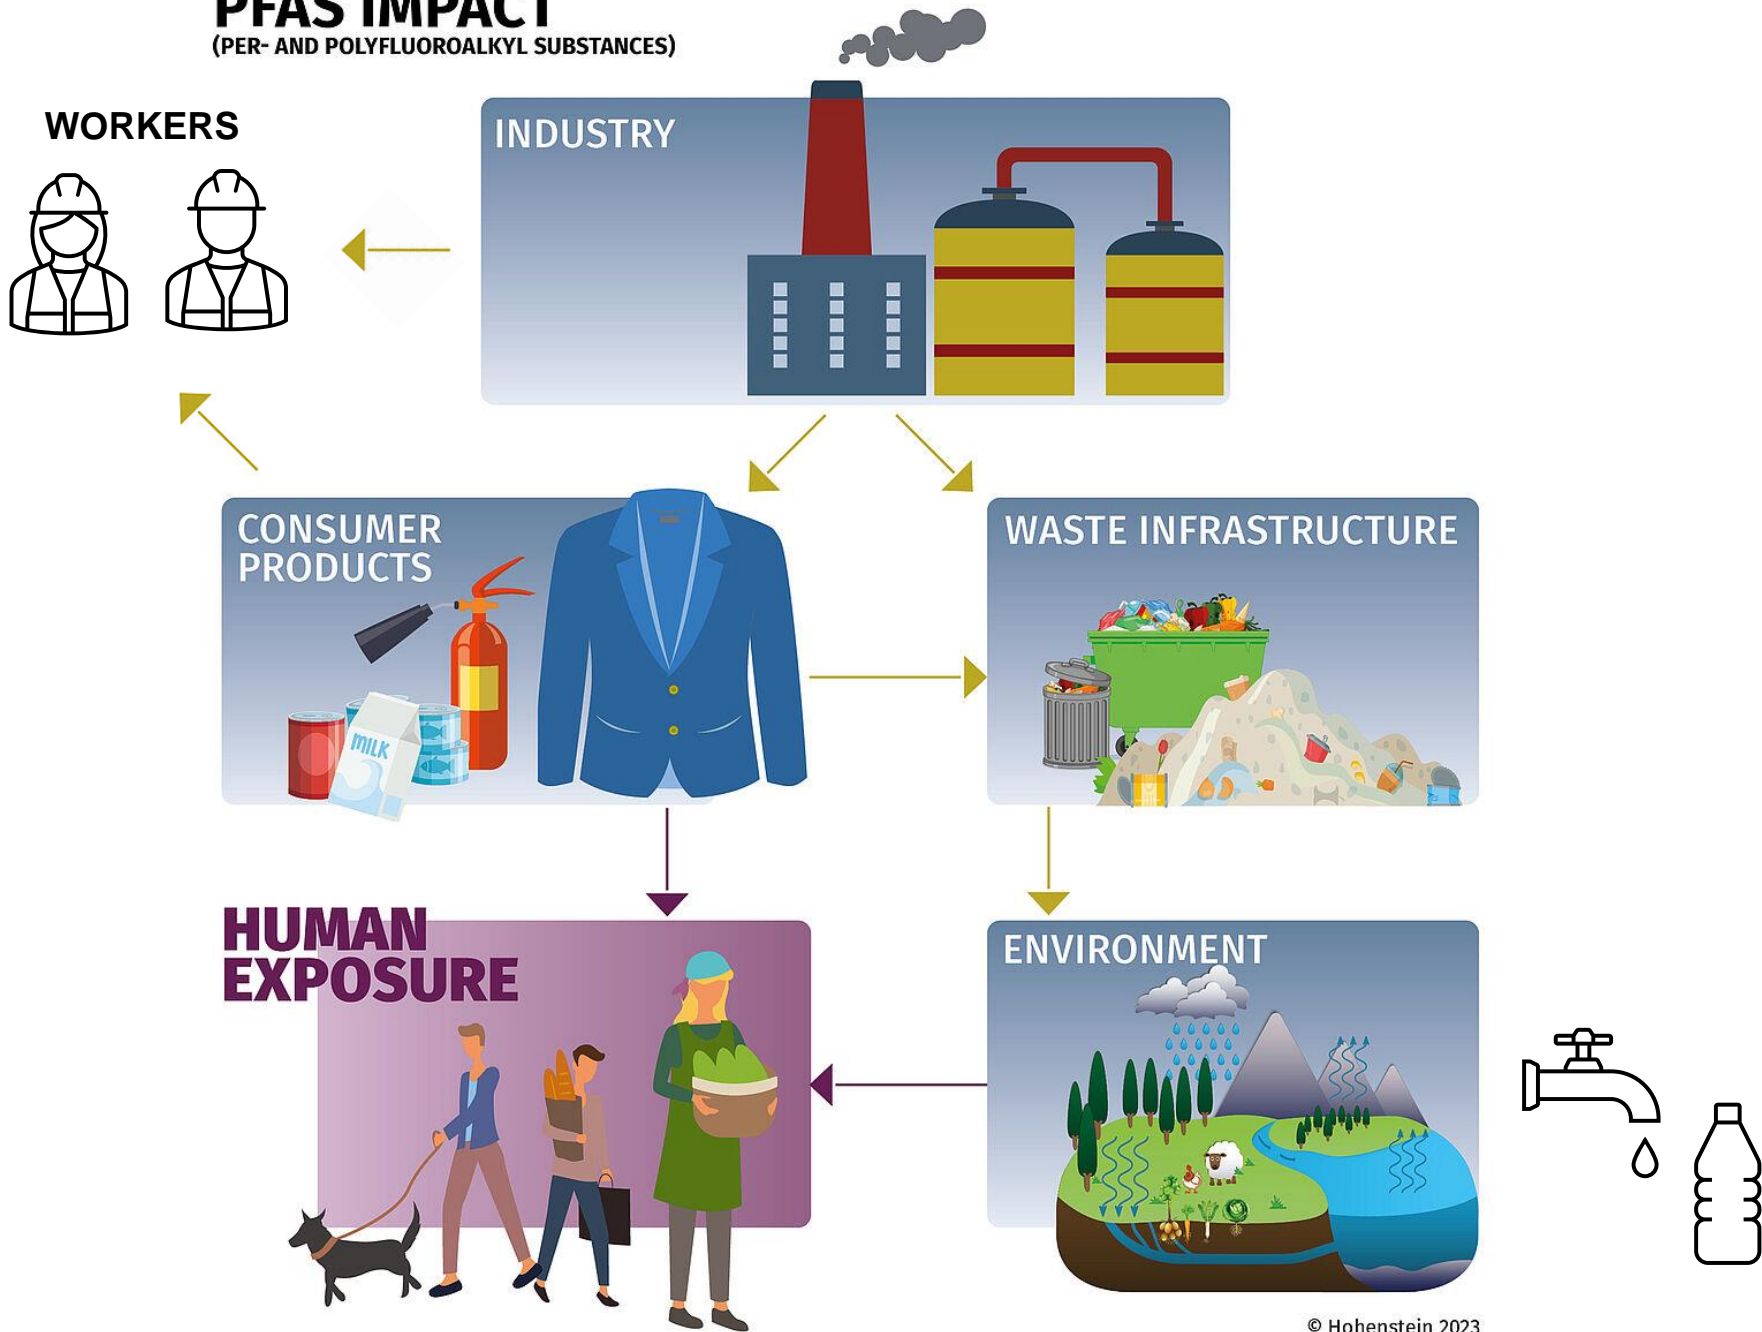 PFAS IMPACT
(PER- AND POLYFLUOROALKYL SUBSTANCES)
WORKERS
INDUSTRY
CONSUMER
PRODUCTS
WASTE INFRASTRUCTURE
MILK
HUMAN
EXPOSURE
ENVIRONMENT
© Hohenstein 2023